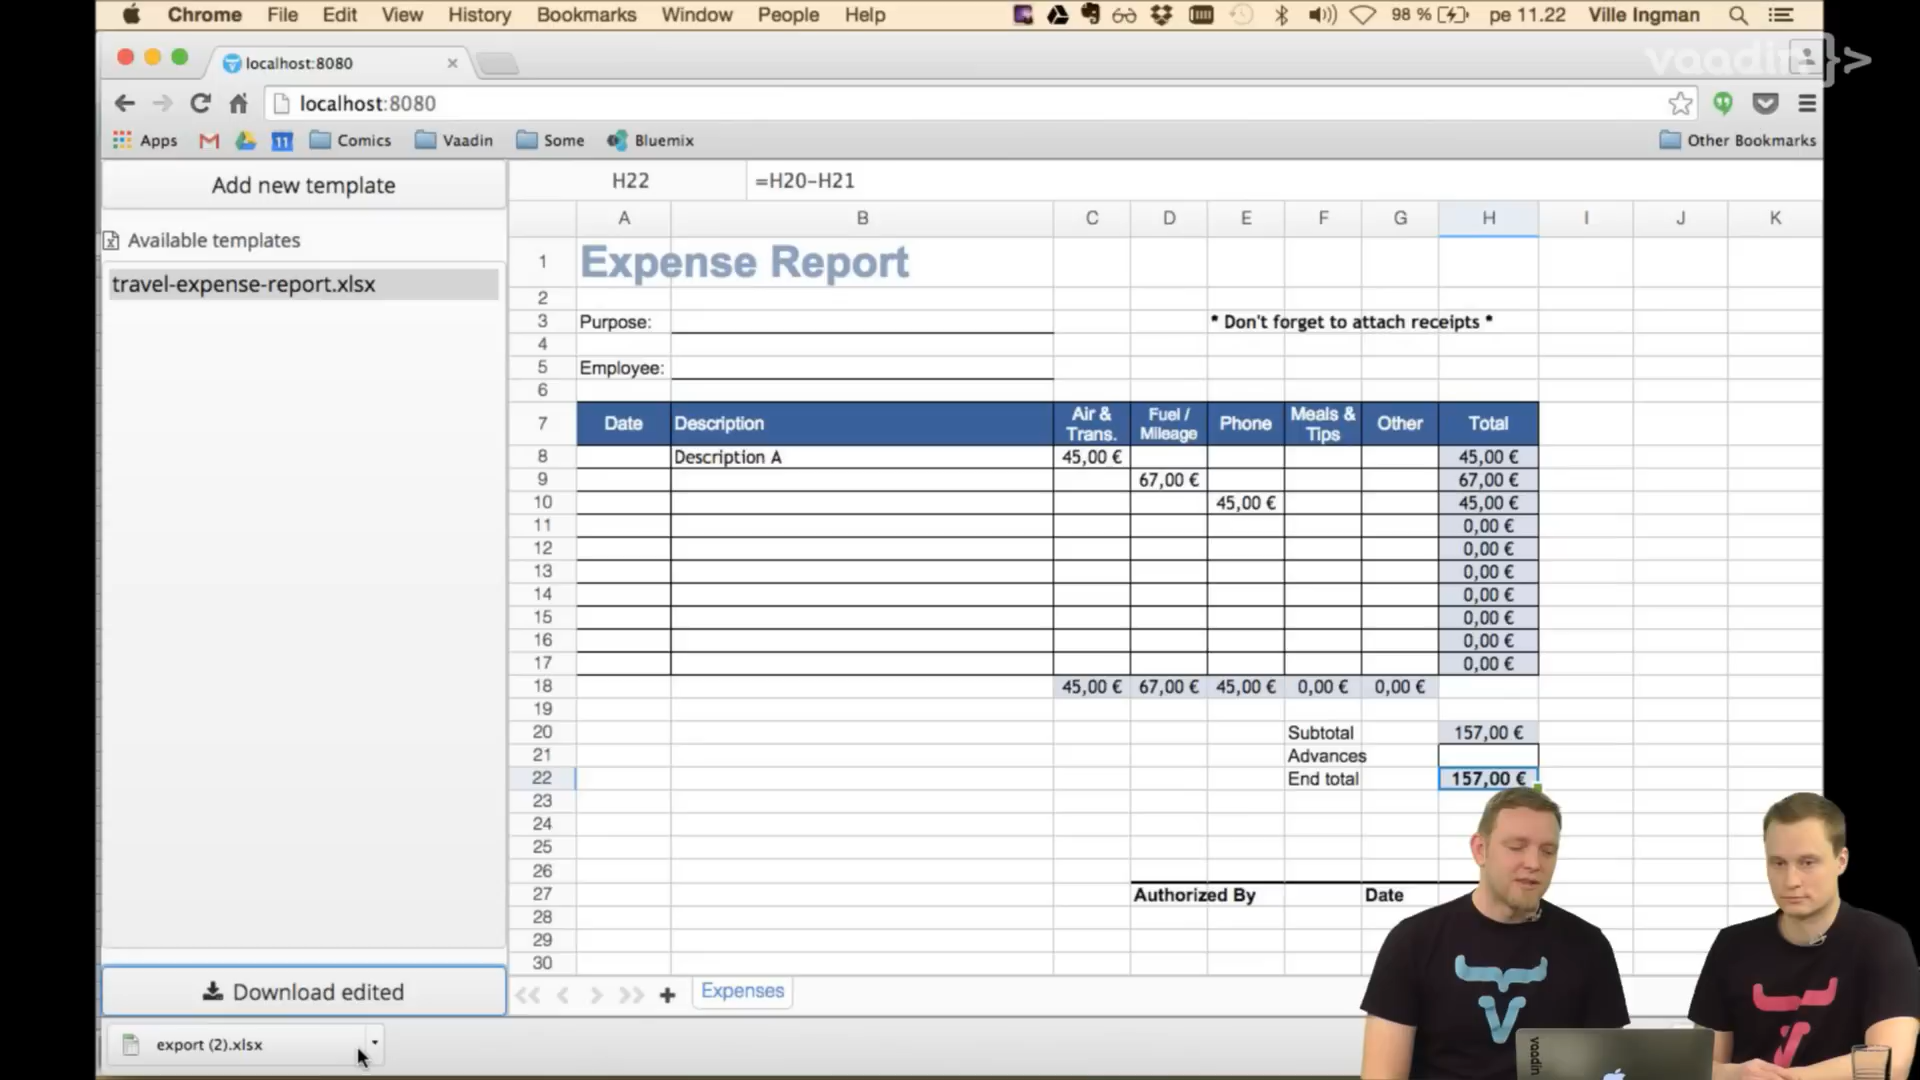 Chrome File Edit View History Bookmarks Window People Help 98 % pe 11.22 Ville Ingman
localhost:8080
vaadin}>
localhost:8080
Apps 11 Comics Vaadin Some Bluemix Other Bookmarks
Add new template
H22 =H20-H21
A B C D E F G H I J K
Available templates
travel-expense-report.xlsx
1 Expense Report
2
3 Purpose: * Don't forget to attach receipts *
4
5 Employee:
6
7 Date Description Air & Trans. Fuel / Mileage Phone Meals & Tips Other Total
8 Description A 45,00 € 45,00 €
9 67,00 € 67,00 €
10 45,00 € 45,00 €
11 0,00 €
12 0,00 €
13 0,00 €
14 0,00 €
15 0,00 €
16 0,00 €
17 0,00 €
18 45,00 € 67,00 € 45,00 € 0,00 € 0,00 €
19
20 Subtotal 157,00 €
21 Advances
22 End total 157,00 €
23
24
25
26
27 Authorized By Date
28
29
30
Download edited
Expenses
export (2).xlsx
vaadin